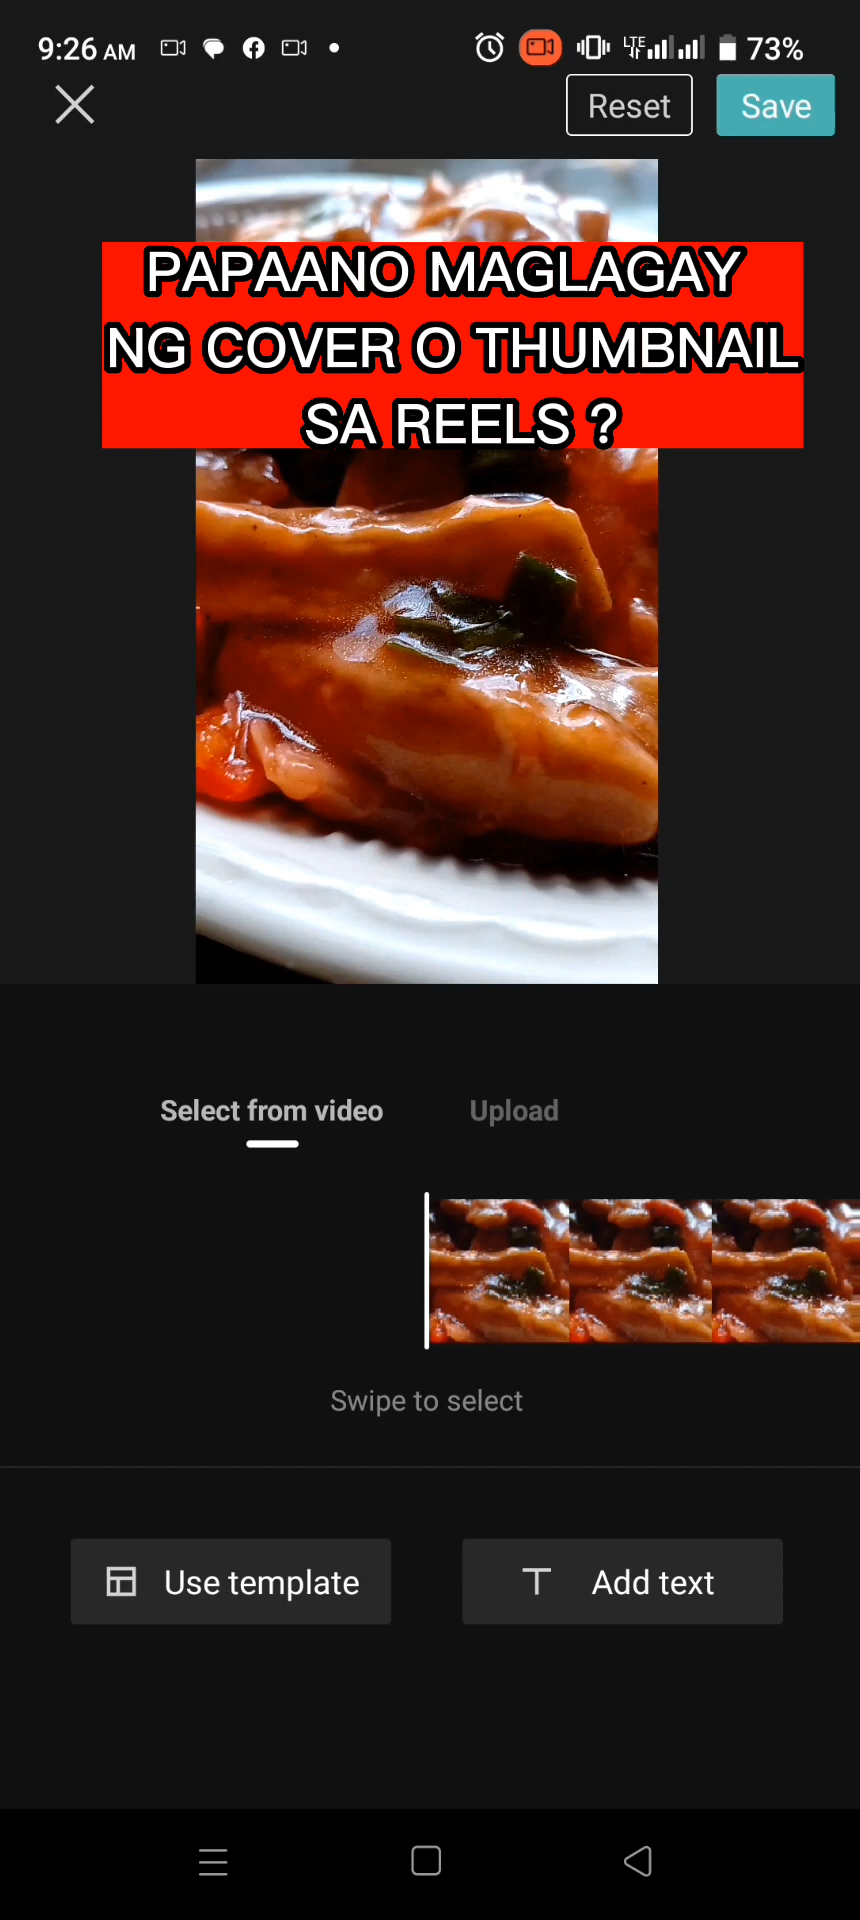 9:26 AM LTE 73%
Reset Save
PAPAANO MAGLAGAY
NG COVER O THUMBNAIL
SA REELS ?
Select from video Upload
Swipe to select
Use template Add text